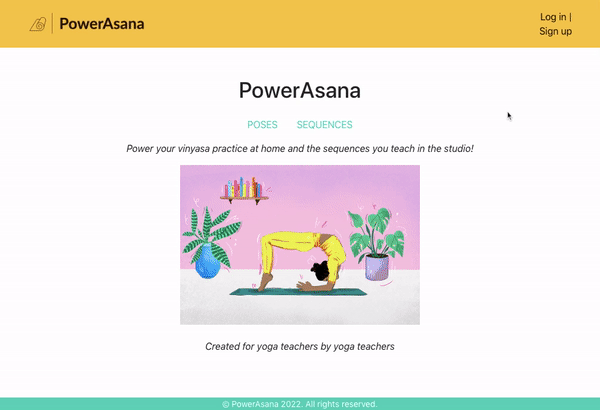 PowerAsana
Log in |
Sign up
PowerAsana
POSES SEQUENCES
Power your vinyasa practice at home and the sequences you teach in the studio!
Created for yoga teachers by yoga teachers
© PowerAsana 2022. All rights reserved.